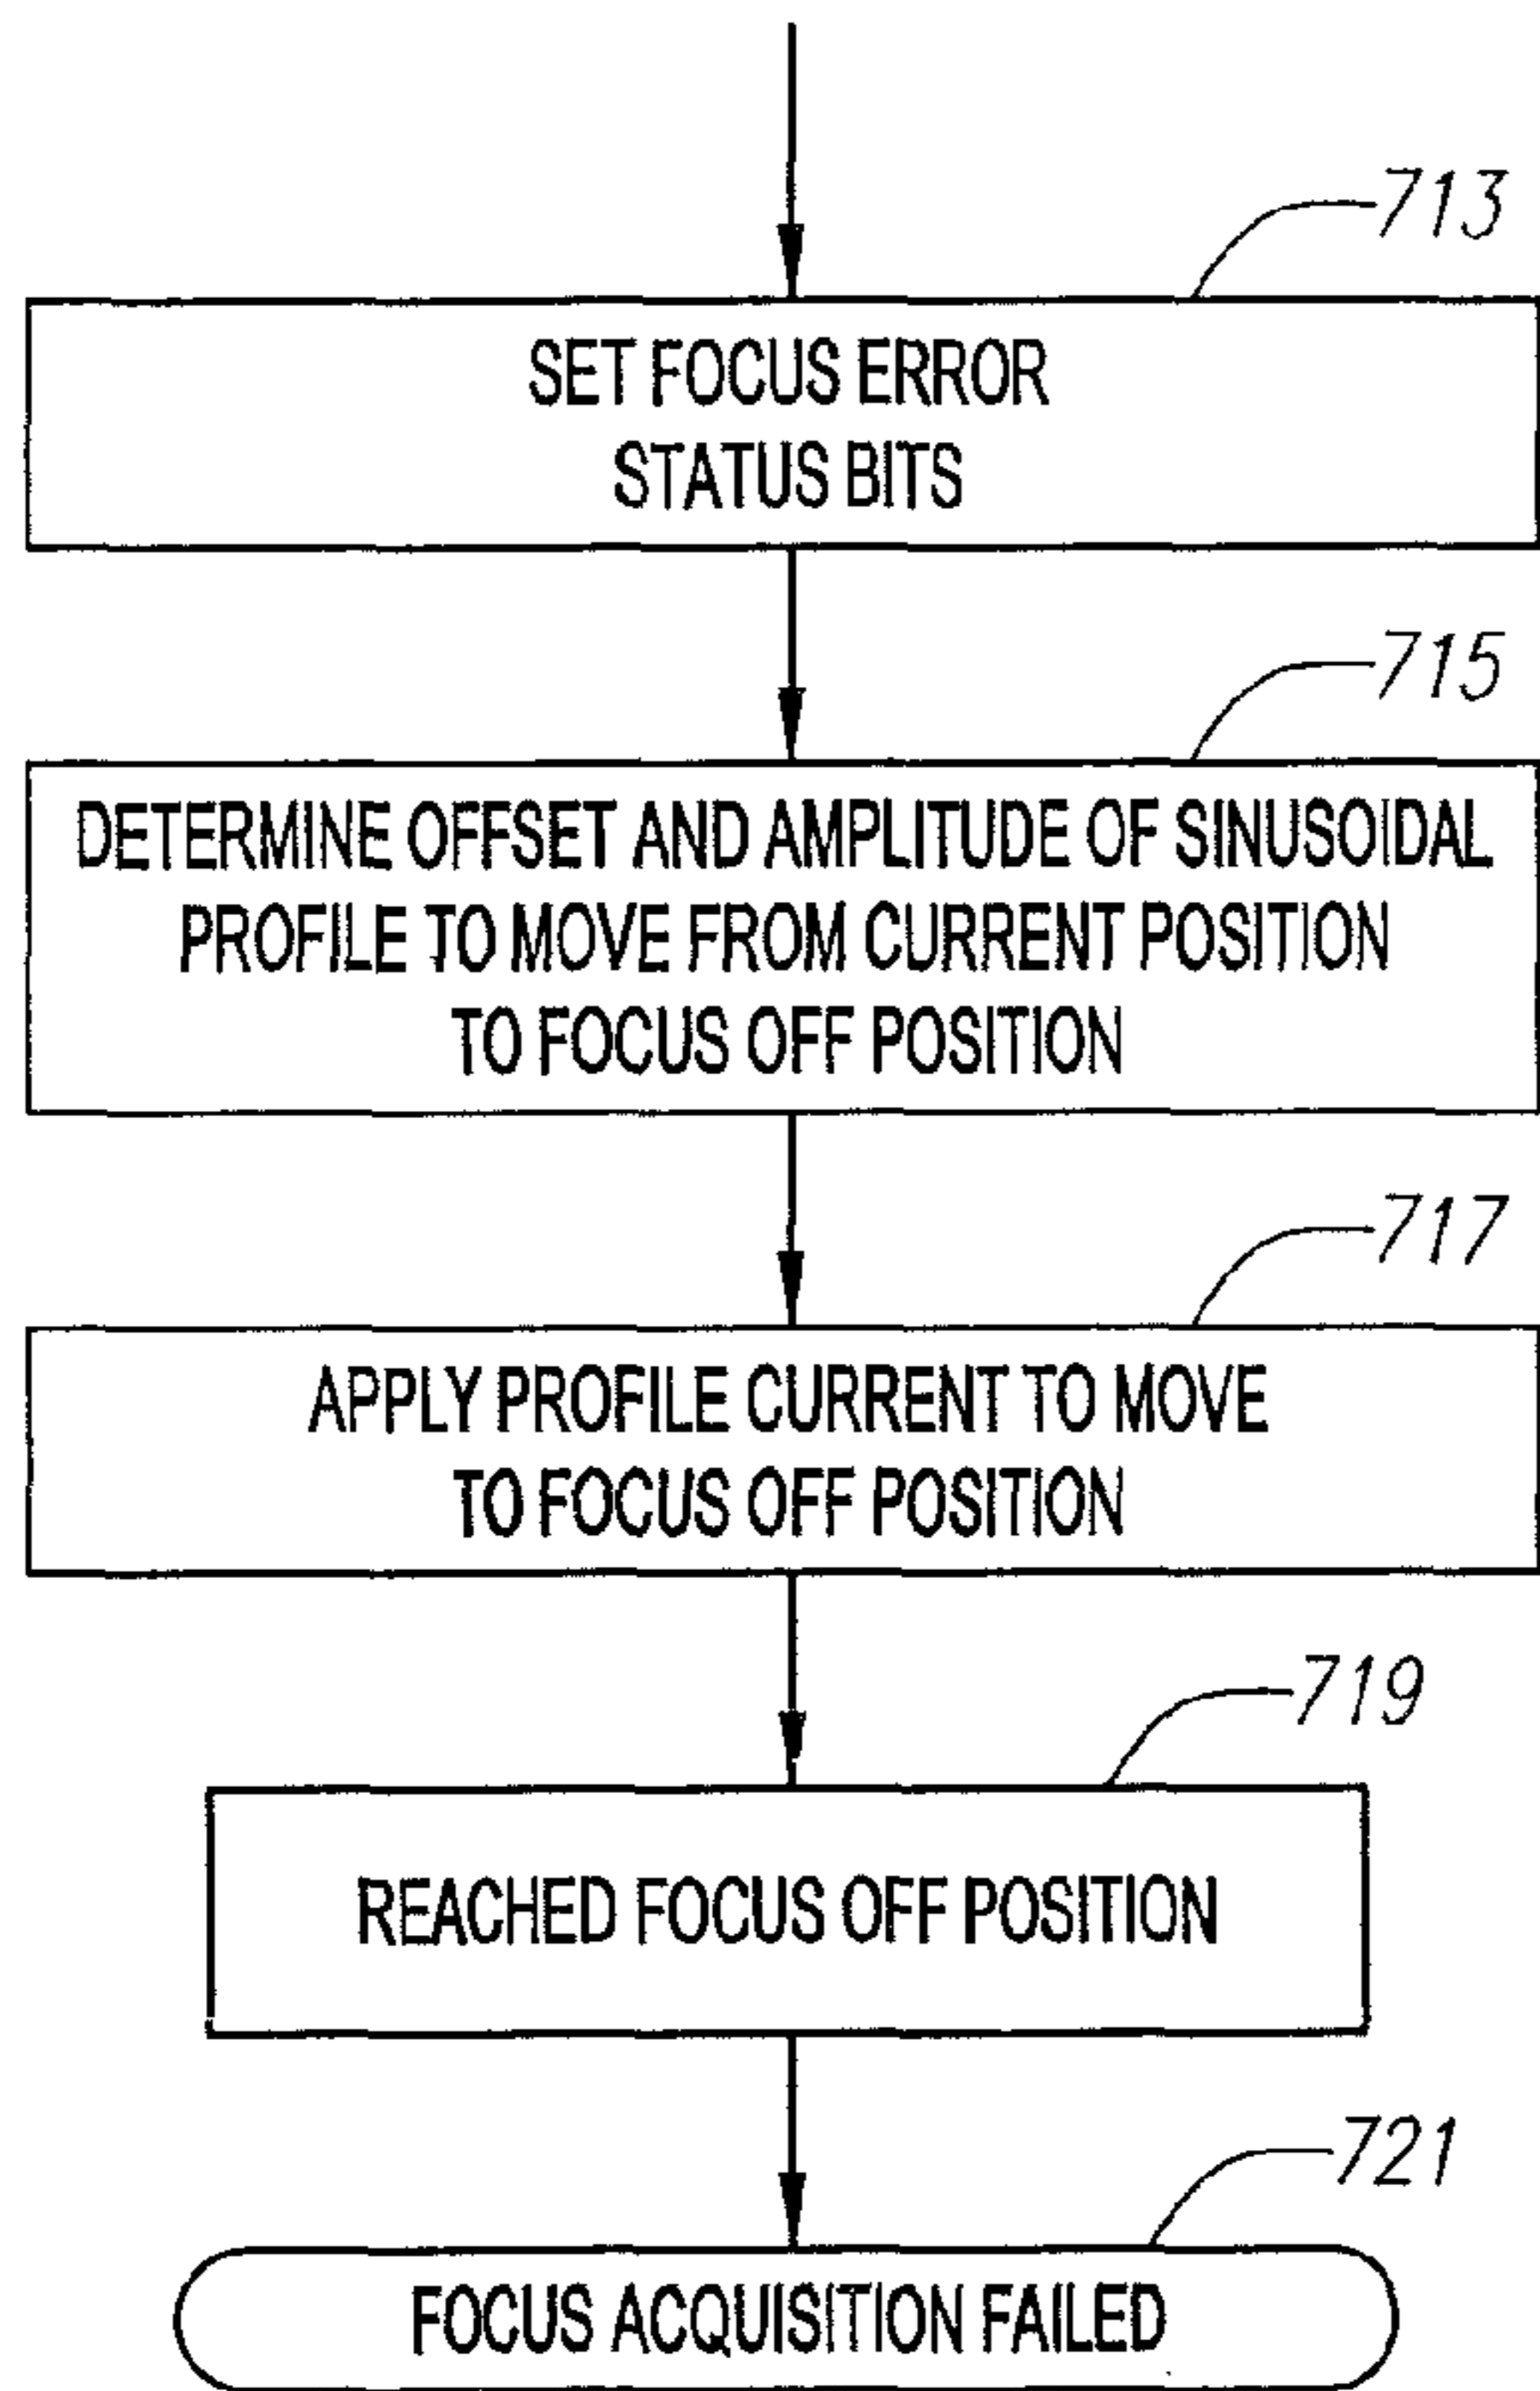 713
SET FOCUS ERROR
STATUS BITS
715
DETERMINE OFFSET AND AMPLITUDE OF SINUSOIDAL
PROFILE TO MOVE FROM CURRENT POSITION
TO FOCUS OFF POSITION
717
APPLY PROFILE CURRENT TO MOVE
TO FOCUS OFF POSITION
719
REACHED FOCUS OFF POSITION
721
FOCUS ACQUISITION FAILED